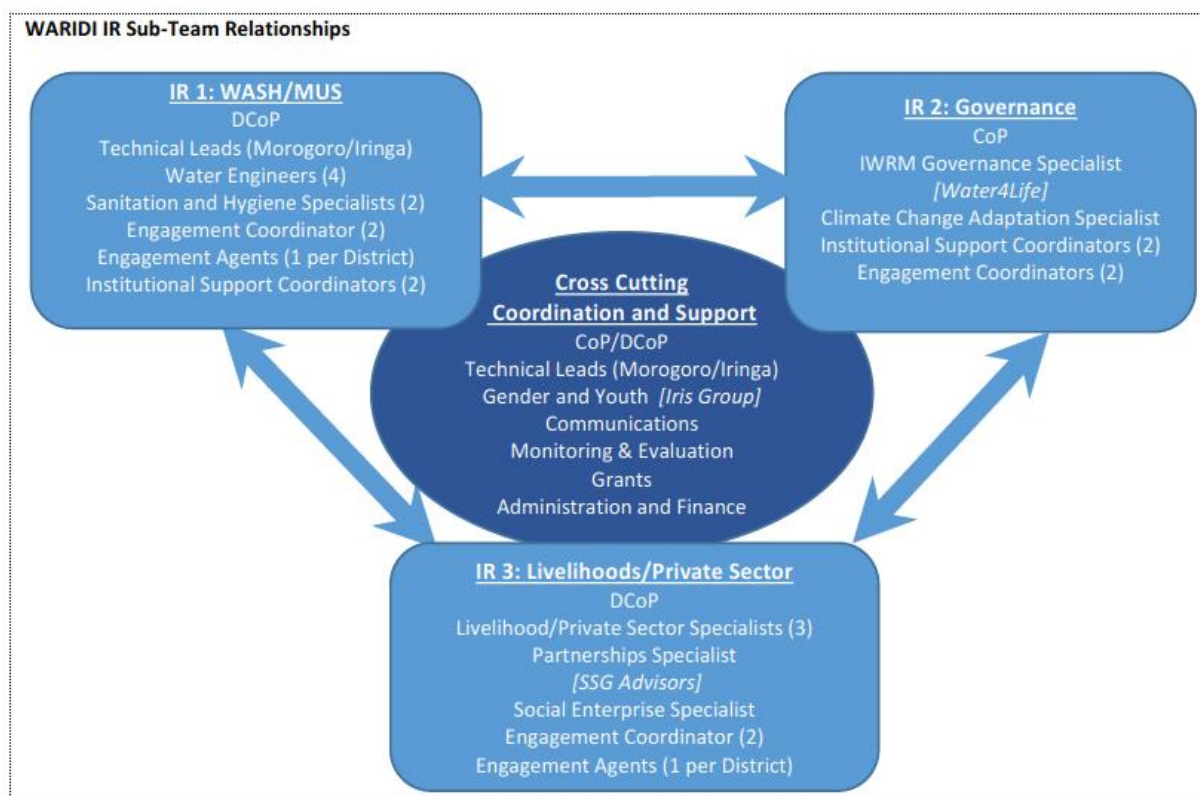 WARIDI IR Sub-Team Relationships
IR 1: WASH/MUS
DCoP
Technical Leads (Morogoro/Iringa)
Water Engineers (4)
Sanitation and Hygiene Specialists (2)
Engagement Coordinator (2)
Engagement Agents (1 per District)
Institutional Support Coordinators (2)
IR 2: Governance
CoP
IWRM Governance Specialist
[Water4Life]
Climate Change Adaptation Specialist
Institutional Support Coordinators (2)
Engagement Coordinators (2)
Cross Cutting
Coordination and Support
CoP/DCoP
Technical Leads (Morogoro/Iringa)
Gender and Youth [Iris Group]
Communications
Monitoring & Evaluation
Grants
Administration and Finance
IR 3: Livelihoods/Private Sector
DCoP
Livelihood/Private Sector Specialists (3)
Partnerships Specialist
[SSG Advisors]
Social Enterprise Specialist
Engagement Coordinator (2)
Engagement Agents (1 per District)